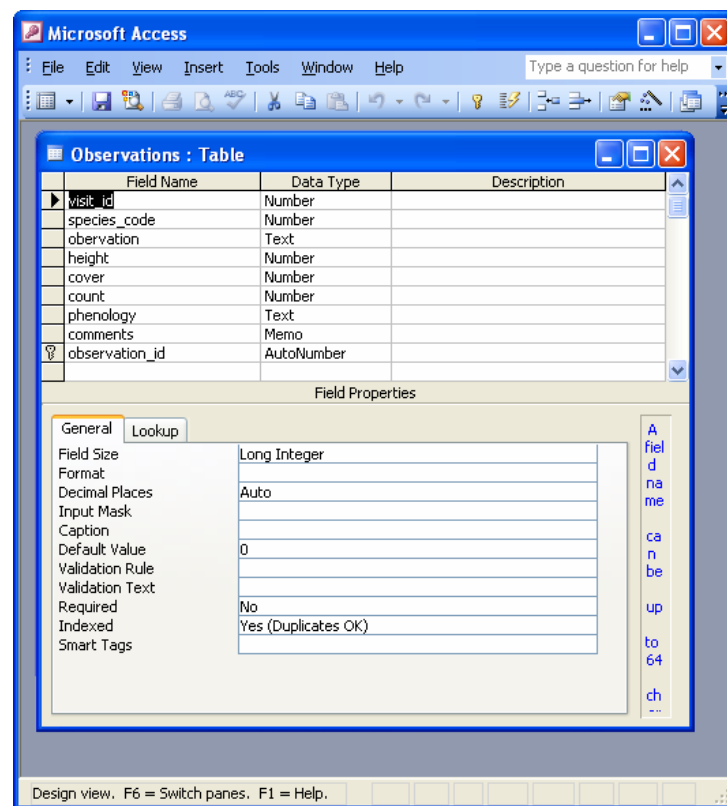 Microsoft Access
File Edit View Insert Tools Window Help Type a question for help
Observations : Table
Field Name Data Type Description
visit_id Number
species_code Number
obervation Text
height Number
cover Number
count Number
phenology Text
comments Memo
observation_id AutoNumber
Field Properties
General Lookup
Field Size Long Integer
Format
Decimal Places Auto
Input Mask
Caption
Default Value 0
Validation Rule
Validation Text
Required No
Indexed Yes (Duplicates OK)
Smart Tags
A
fiel
d
na
me
ca
n
be
up
to
64
ch
Design view. F6 = Switch panes. F1 = Help.